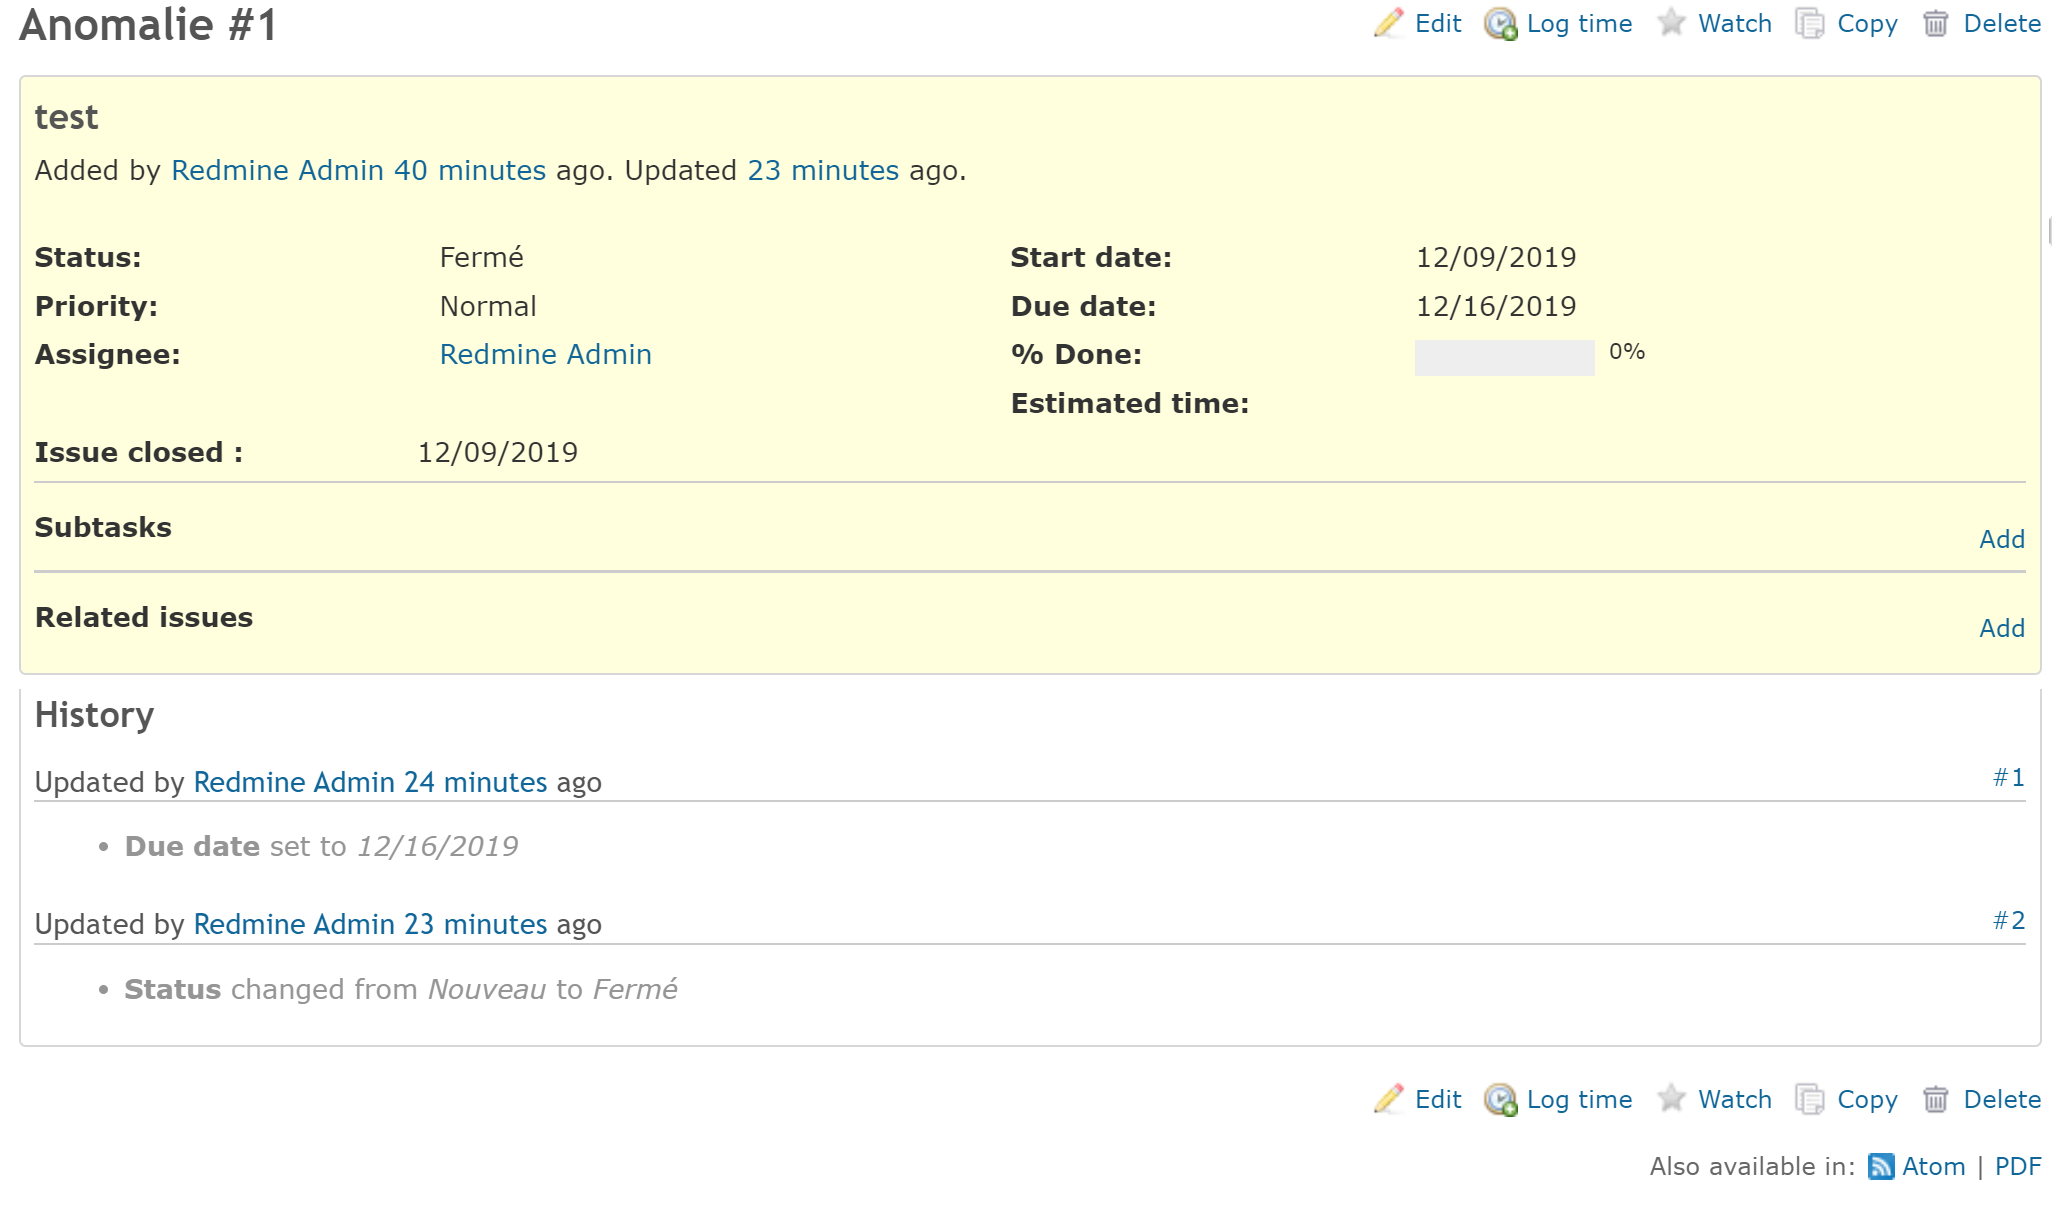 Anomalie #1
Edit Log time Watch Copy Delete
test
Added by Redmine Admin 40 minutes ago. Updated 23 minutes ago.
Status: Fermé Start date: 12/09/2019
Priority: Normal Due date: 12/16/2019
Assignee: Redmine Admin % Done: 0%
Estimated time:
Issue closed : 12/09/2019
Subtasks
Add
Related issues
Add
History
Updated by Redmine Admin 24 minutes ago #1
• Due date set to 12/16/2019
Updated by Redmine Admin 23 minutes ago #2
• Status changed from Nouveau to Fermé
Edit Log time Watch Copy Delete
Also available in: Atom | PDF